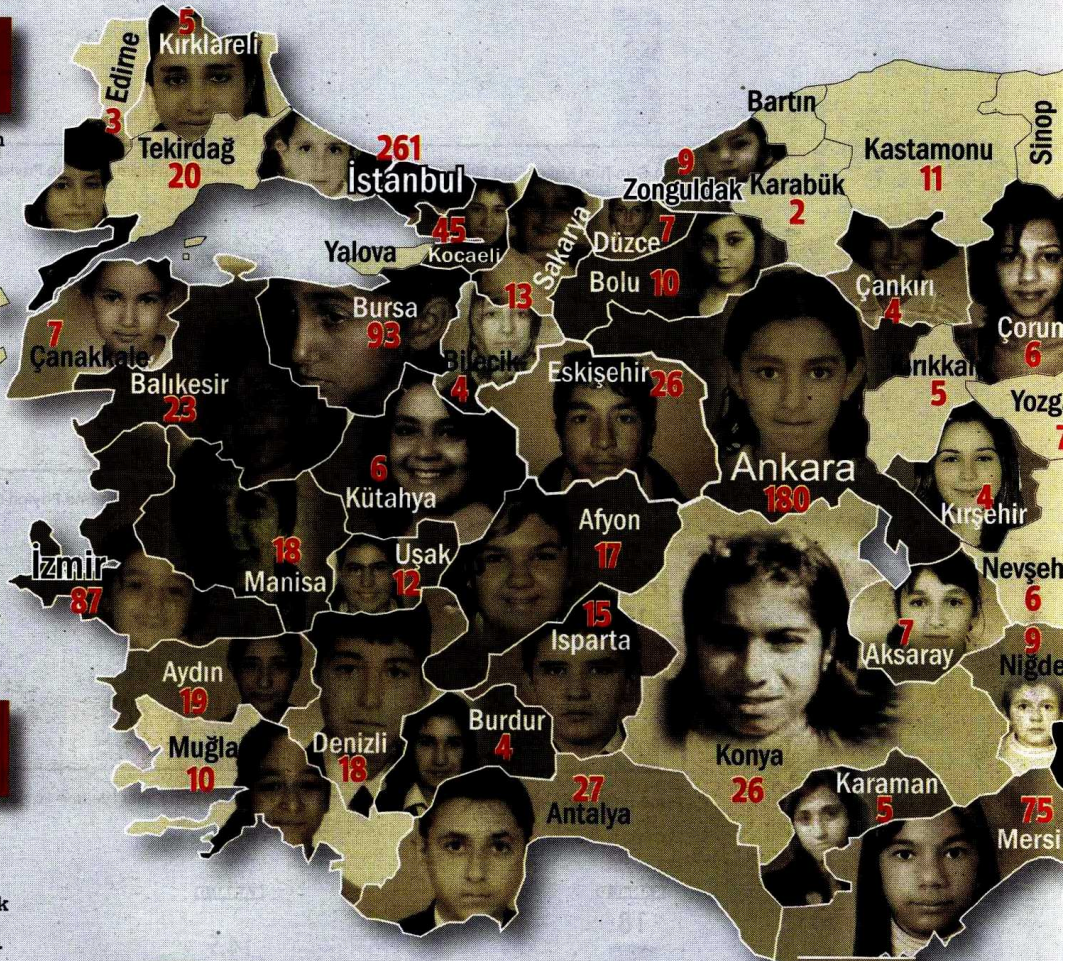 5
Kırklareli
Edirne
3
Tekirdağ
20
261
İstanbul
45
Kocaeli
Yalova
Sakarya
13
Bartın
9
Zonguldak
Karabük
2
Kastamonu
11
Sinop
Düzce
7
Bolu 10
Çankırı
4
Çorum
6
7
Çanakkale
Bursa
93
Bilecik
4
Balıkesir
23
Eskişehir 26
Ankara
180
5
Yozg
7
6
Kütahya
4
Kırşehir
Afyon
17
18
Manisa
Uşak
12
İzmir
87
Nevşeh
6
15
Isparta
7
Aksaray
9
Niğde
Aydın
19
Muğla
10
Denizli
18
Burdur
4
27
Antalya
Konya
26
Karaman
5
75
Mersi